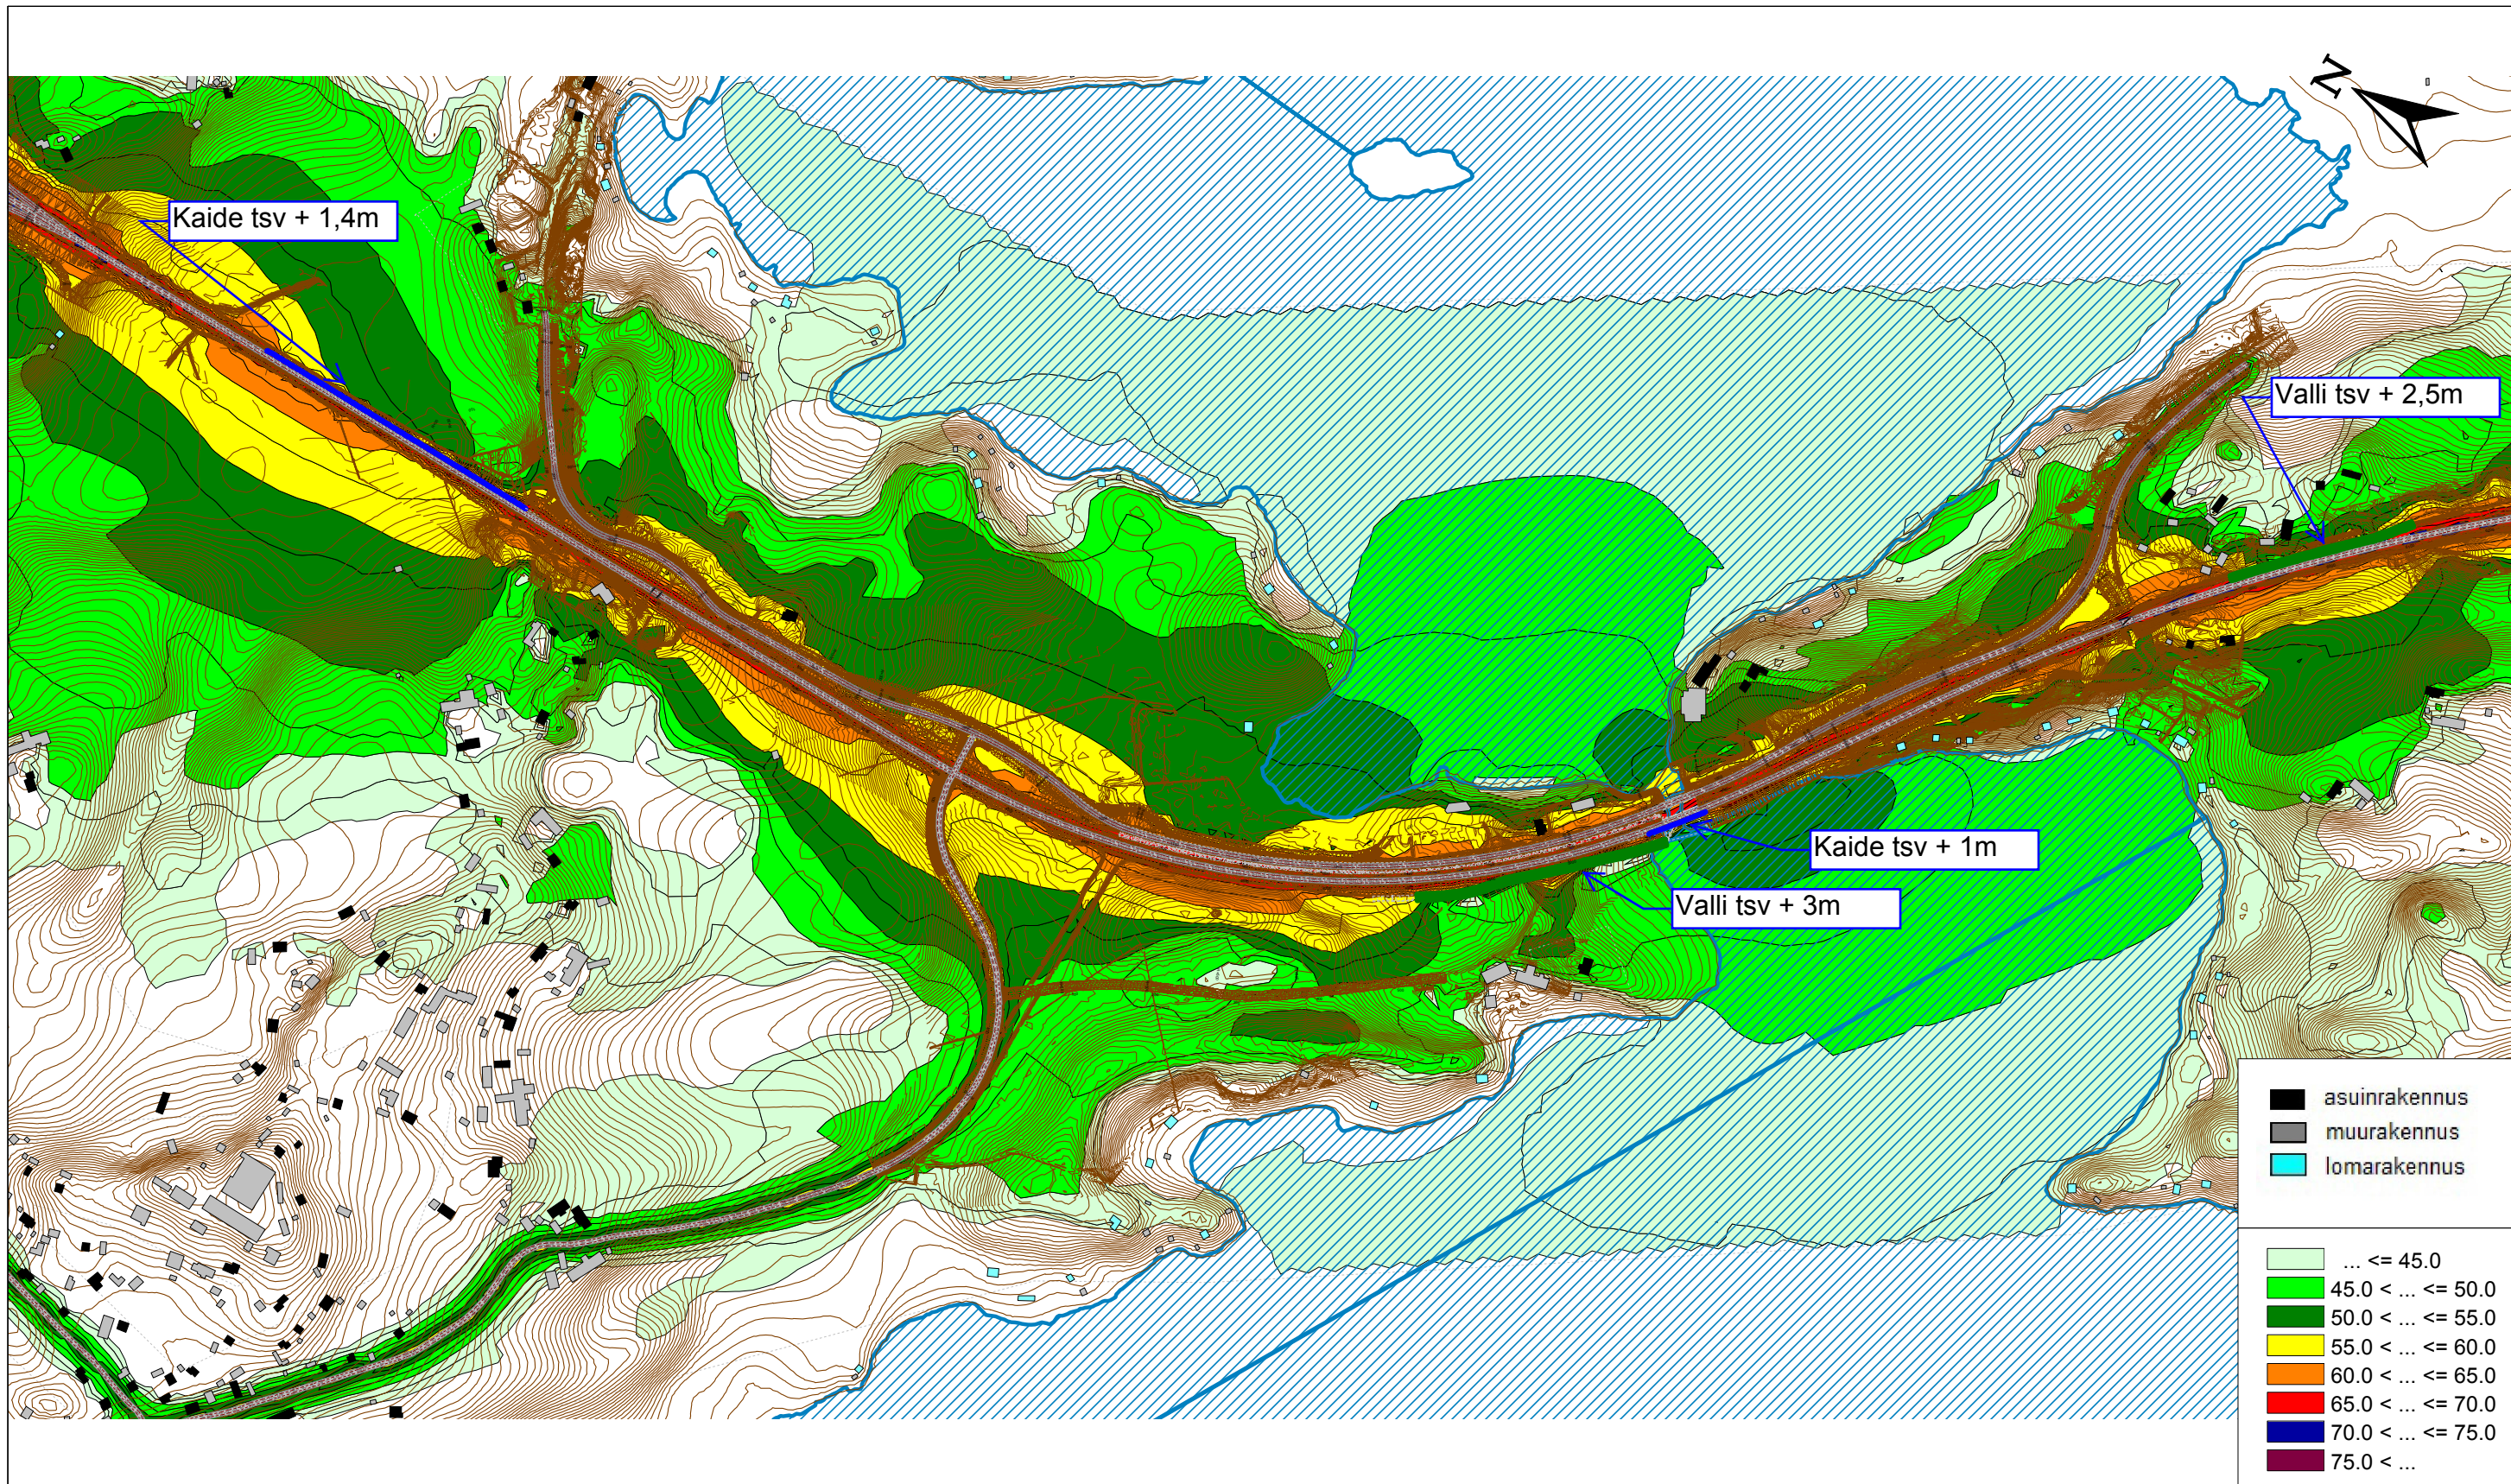 N
Kaide tsv + 1,4m
Valli tsv + 2,5m
Kaide tsv + 1m
Valli tsv + 3m
asuinrakennus
muurakennus
lomarakennus
... <= 45.0
45.0 < ... <= 50.0
50.0 < ... <= 55.0
55.0 < ... <= 60.0
60.0 < ... <= 65.0
65.0 < ... <= 70.0
70.0 < ... <= 75.0
75.0 < ...